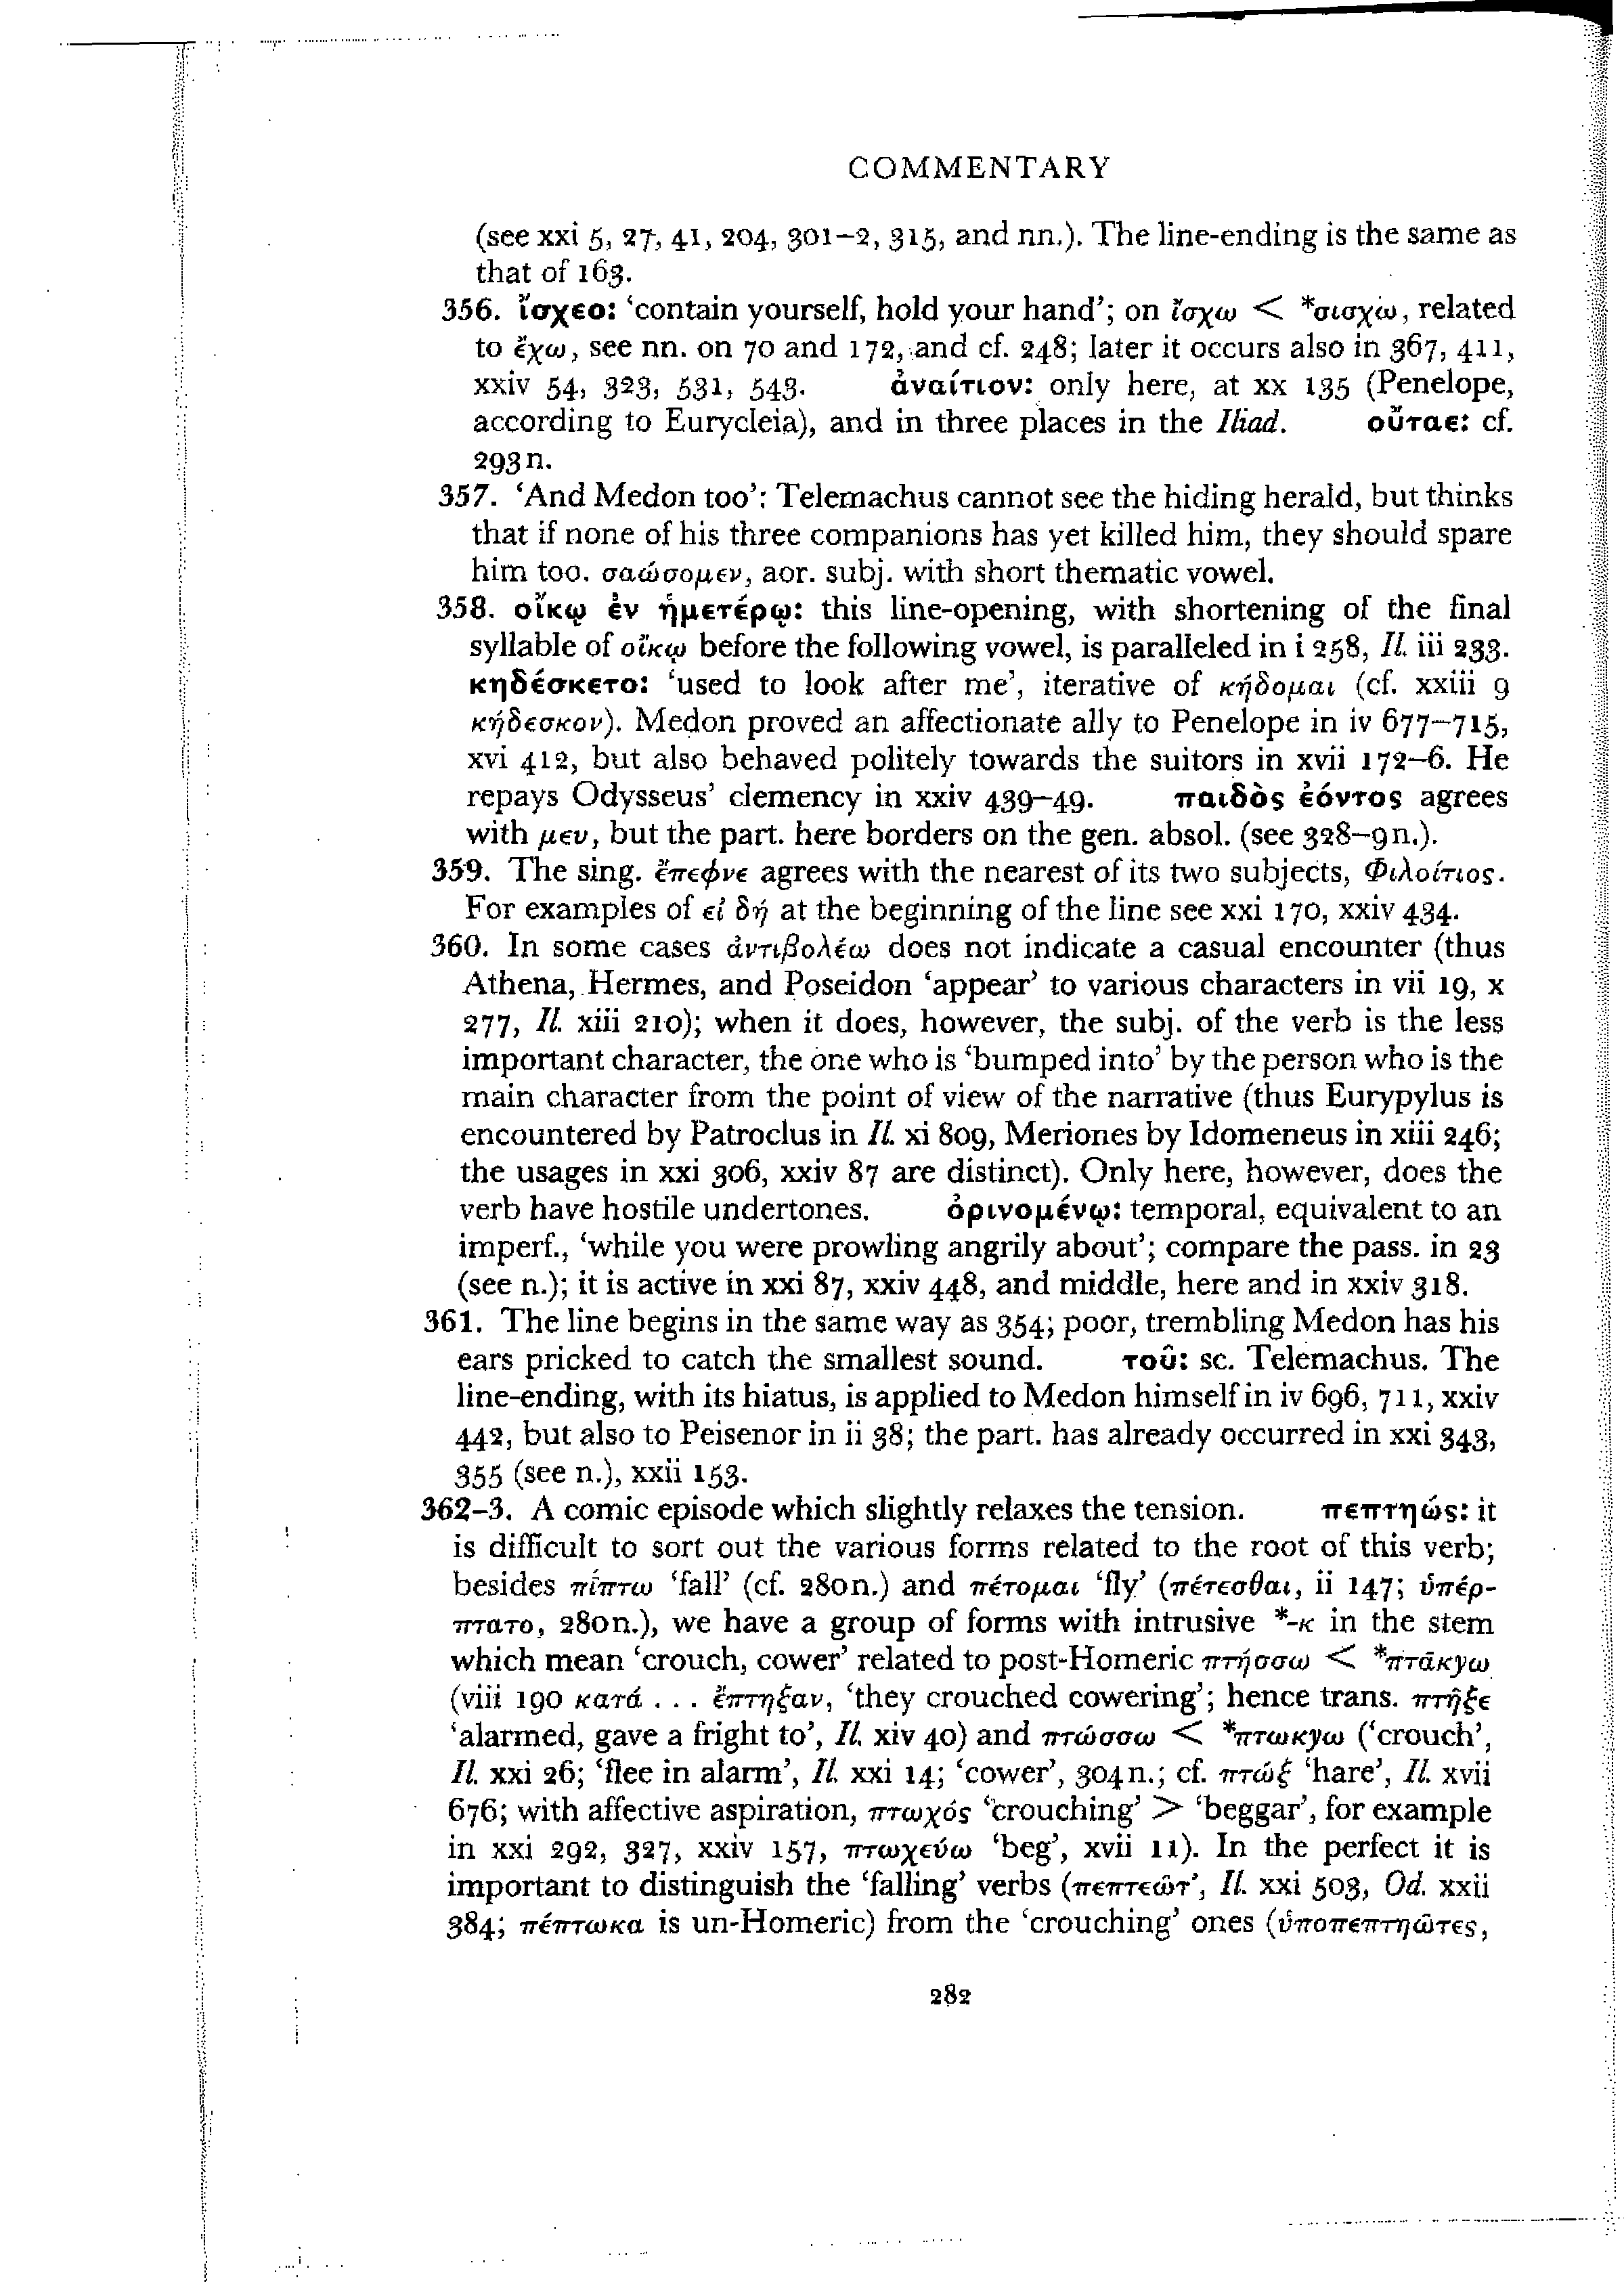 COMMENTARY
(see xxi 5, 27, 41, 204, 301–2, 315, and nn.). The line-ending is the same as
that of 163.
356. ἴσχεο: ‘contain yourself, hold your hand’; on ἴσχω < *σισχω, related
to ἔχω, see nn. on 70 and 172, and cf. 248; later it occurs also in 367, 411,
xxiv 54, 323, 531, 543. ἀναίτιον: only here, at xx 135 (Penelope,
according to Eurycleia), and in three places in the Iliad. οὔταε: cf.
293 n.
357. ‘And Medon too’: Telemachus cannot see the hiding herald, but thinks
that if none of his three companions has yet killed him, they should spare
him too. σαώσομεν, aor. subj. with short thematic vowel.
358. οἴκῳ ἐν ἡμετέρῳ: this line-opening, with shortening of the final
syllable of οἴκῳ before the following vowel, is paralleled in i 258, Il. iii 233.
κηδέσκετο: ‘used to look after me’, iterative of κήδομαι (cf. xxiii 9
κήδεσκον). Medon proved an affectionate ally to Penelope in iv 677–715,
xvi 412, but also behaved politely towards the suitors in xvii 172–6. He
repays Odysseus’ clemency in xxiv 439–49. παιδὸς ἐόντος agrees
with μευ, but the part. here borders on the gen. absol. (see 328–9 n.).
359. The sing. ἔπεφνε agrees with the nearest of its two subjects, Φιλοίτιος.
For examples of εἰ δή at the beginning of the line see xxi 170, xxiv 434.
360. In some cases ἀντιβολέω does not indicate a casual encounter (thus
Athena, Hermes, and Poseidon ‘appear’ to various characters in vii 19, x
277, Il. xiii 210); when it does, however, the subj. of the verb is the less
important character, the one who is ‘bumped into’ by the person who is the
main character from the point of view of the narrative (thus Eurypylus is
encountered by Patroclus in Il. xi 809, Meriones by Idomeneus in xiii 246;
the usages in xxi 306, xxiv 87 are distinct). Only here, however, does the
verb have hostile undertones. ὀρινομένῳ: temporal, equivalent to an
imperf., ‘while you were prowling angrily about’; compare the pass. in 23
(see n.); it is active in xxi 87, xxiv 448, and middle, here and in xxiv 318.
361. The line begins in the same way as 354; poor, trembling Medon has his
ears pricked to catch the smallest sound. τοῦ: sc. Telemachus. The
line-ending, with its hiatus, is applied to Medon himself in iv 696, 711, xxiv
442, but also to Peisenor in ii 38; the part. has already occurred in xxi 343,
355 (see n.), xxii 153.
362–3. A comic episode which slightly relaxes the tension. πεπτηώς: it
is difficult to sort out the various forms related to the root of this verb;
besides πίπτω ‘fall’ (cf. 280n.) and πέτομαι ‘fly’ (πέτεσθαι, ii 147; ὑπέρ-
πτατο, 280n.), we have a group of forms with intrusive *-κ in the stem
which mean ‘crouch, cower’ related to post-Homeric πτήσσω < *πτᾱκyω
(viii 190 κατά . . . ἔπτηξαν, ‘they crouched cowering’; hence trans. πτῆξε
‘alarmed, gave a fright to’, Il. xiv 40) and πτώσσω < *πτωκyω (‘crouch’,
Il. xxi 26; ‘flee in alarm’, Il. xxi 14; ‘cower’, 304 n.; cf. πτώξ ‘hare’, Il. xvii
676; with affective aspiration, πτωχός ‘crouching’ > ‘beggar’, for example
in xxi 292, 327, xxiv 157, πτωχεύω ‘beg’, xvii 11). In the perfect it is
important to distinguish the ‘falling’ verbs (πεπτεῶτ’, Il. xxi 503, Od. xxii
384; πέπτωκα is un-Homeric) from the ‘crouching’ ones (ὑποπεπτηῶτες,
282